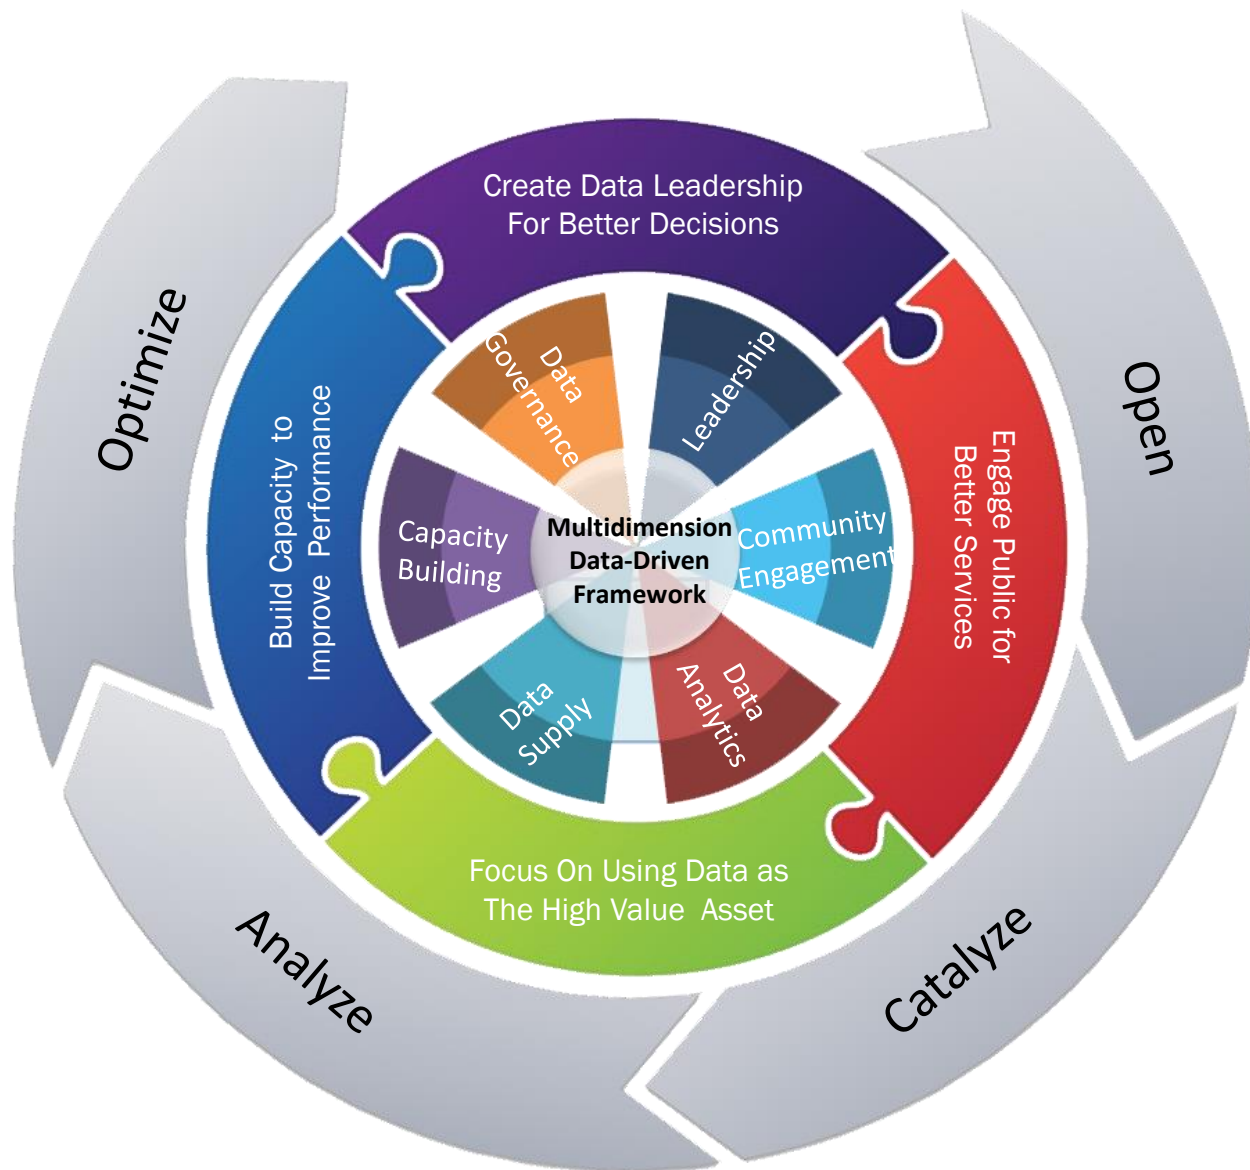 Create Data Leadership
For Better Decisions
Open
Engage Public for
Better Services
Catalyze
Focus On Using Data as
The High Value  Asset
Analyze
Build Capacity to
Improve  Performance
Optimize
Data
Governance
Leadership
Community
Engagement
Data
Analytics
Data
Supply
Capacity
Building
Multidimension
Data-Driven
Framework